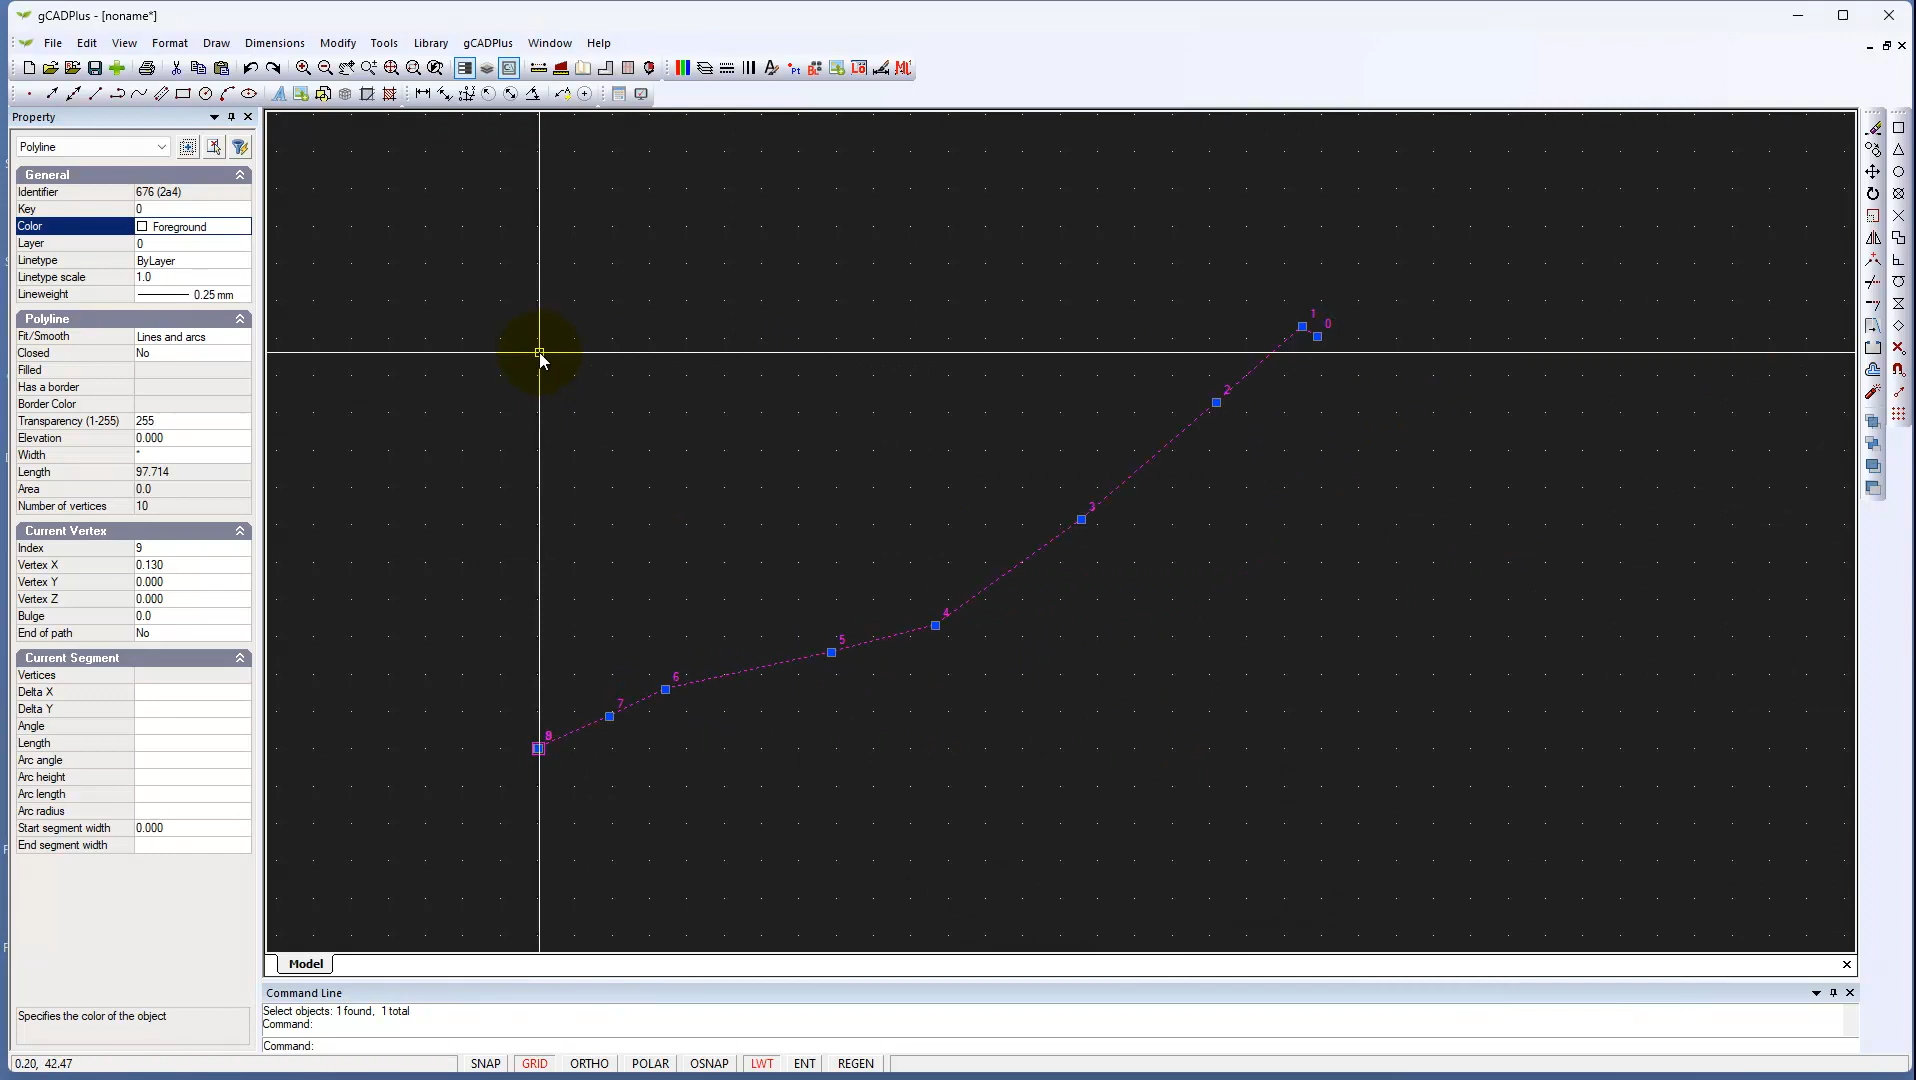 gCADPlus - [noname*]
File Edit View Format Draw Dimensions Modify Tools Library gCADPlus Window Help
Property
Polyline
General
Identifier 676 (2a4)
Key 0
Color Foreground
Layer 0
Linetype ByLayer
Linetype scale 1.0
Lineweight 0.25 mm
Polyline
Fit/Smooth Lines and arcs
Closed No
Filled
Has a border
Border Color
Transparency (1-255) 255
Elevation 0.000
Width *
Length 97.714
Area 0.0
Number of vertices 10
Current Vertex
Index 9
Vertex X 0.130
Vertex Y 0.000
Vertex Z 0.000
Bulge 0.0
End of path No
Current Segment
Vertices
Delta X
Delta Y
Angle
Length
Arc angle
Arc height
Arc length
Arc radius
Start segment width 0.000
End segment width
Specifies the color of the object
1
0
2
3
4
5
6
7
Model
Command Line
Select objects: 1 found, 1 total
Command:
Command:
0.20, 42.47
SNAP GRID ORTHO POLAR OSNAP LWT ENT REGEN